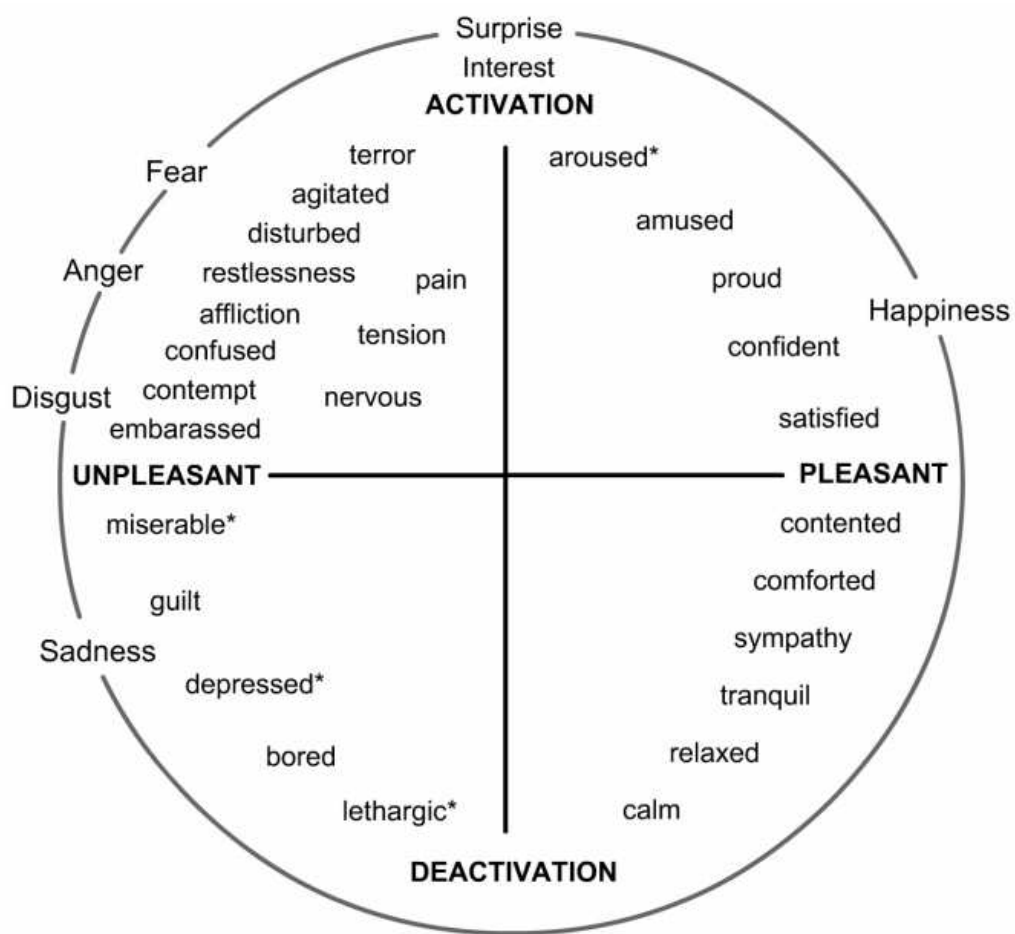 Surprise
Interest
ACTIVATION
terror
aroused*
Fear
agitated
amused
disturbed
Anger
restlessness
pain
proud
affliction
Happiness
tension
confused
confident
Disgust
contempt
nervous
embarassed
satisfied
UNPLEASANT
PLEASANT
miserable*
contented
guilt
comforted
Sadness
sympathy
depressed*
tranquil
bored
relaxed
lethargic*
calm
DEACTIVATION